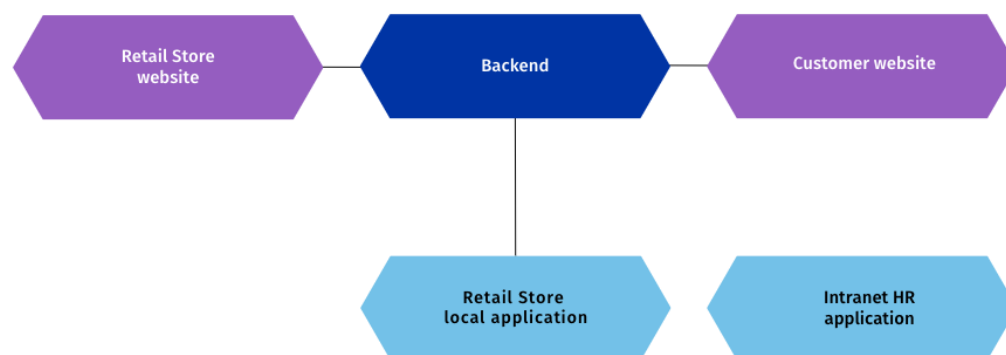 Retail Store
website
Backend
Customer website
Retail Store
local application
Intranet HR
application